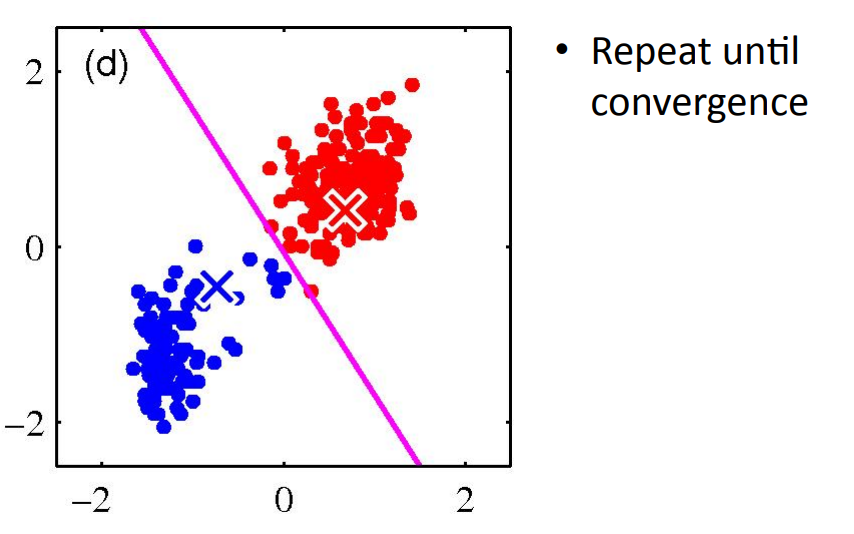 (d)
2
0
−2
−2 0 2
• Repeat until
convergence